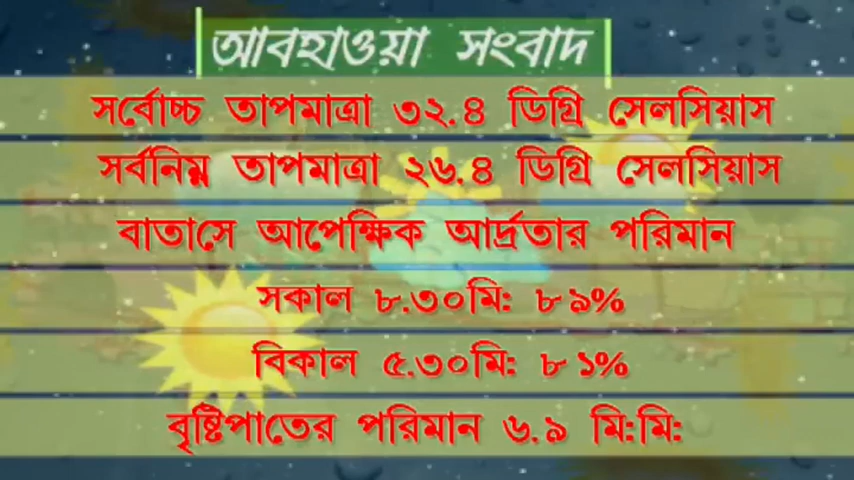 আবহাওয়া সংবাদ
সর্বোচ্চ তাপমাত্রা ৩২.৪ ডিগ্রি সেলসিয়াস
সর্বনিম্ন তাপমাত্রা ২৬.৪ ডিগ্রি সেলসিয়াস
বাতাসে আপেক্ষিক আর্দ্রতার পরিমান
সকাল ৮.৩০মি: ৮৯%
বিকাল ৫.৩০মি: ৮১%
বৃষ্টিপাতের পরিমান ৬.৯ মি:মি: